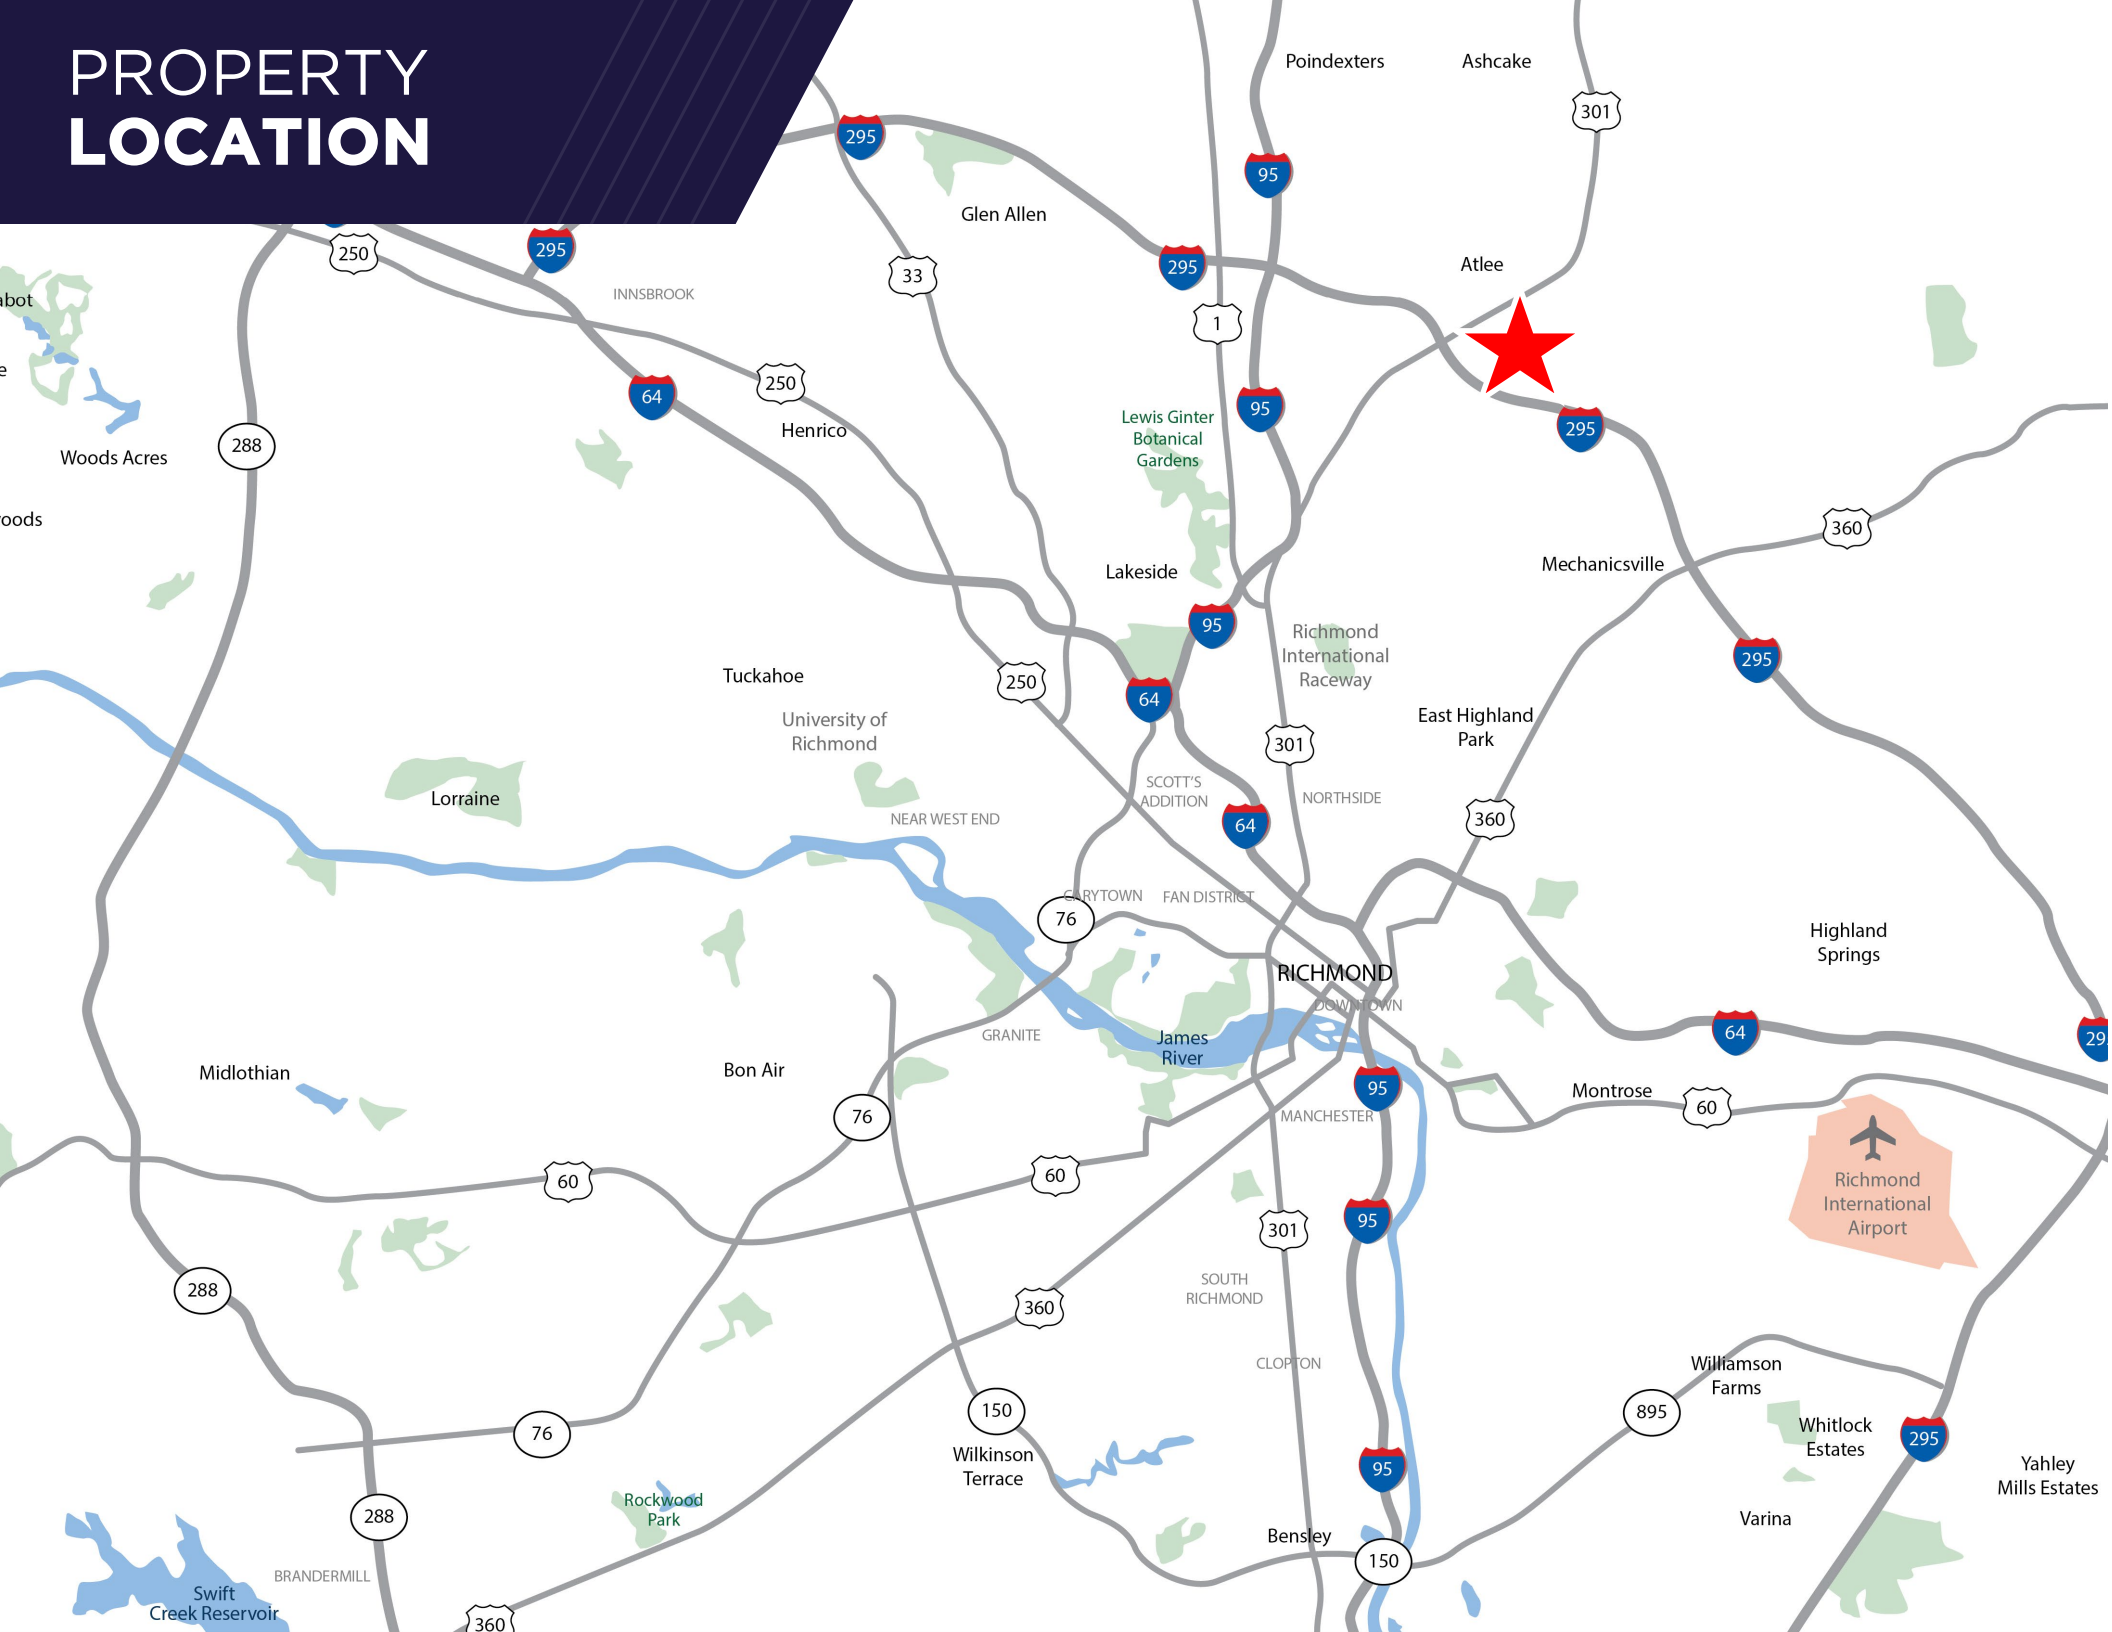 PROPERTY
LOCATION
Poindexters
Ashcake
301
295
95
Glen Allen
33
295
Atlee
250
295
INNSBROOK
1
abot
e
250
64
Henrico
95
295
Lewis Ginter
Botanical
Gardens
288
Woods Acres
oods
360
Mechanicsville
Lakeside
95
Richmond
International
Raceway
295
Tuckahoe
250
64
University of
Richmond
East Highland
Park
301
SCOTT'S
ADDITION
NORTHSIDE
Lorraine
NEAR WEST END
64
360
CARYTOWN
FAN DISTRICT
76
Highland
Springs
RICHMOND
DOWNTOWN
GRANITE
James
River
64
29
Midlothian
Bon Air
95
Montrose
60
76
MANCHESTER
60
60
Richmond
International
Airport
301
95
288
SOUTH
RICHMOND
360
CLOPTON
Williamson
Farms
150
895
76
Whitlock
Estates
295
Wilkinson
Terrace
95
Yahley
Mills Estates
Rockwood
Park
288
Varina
Bensley
150
BRANDERMILL
Swift
Creek Reservoir
360